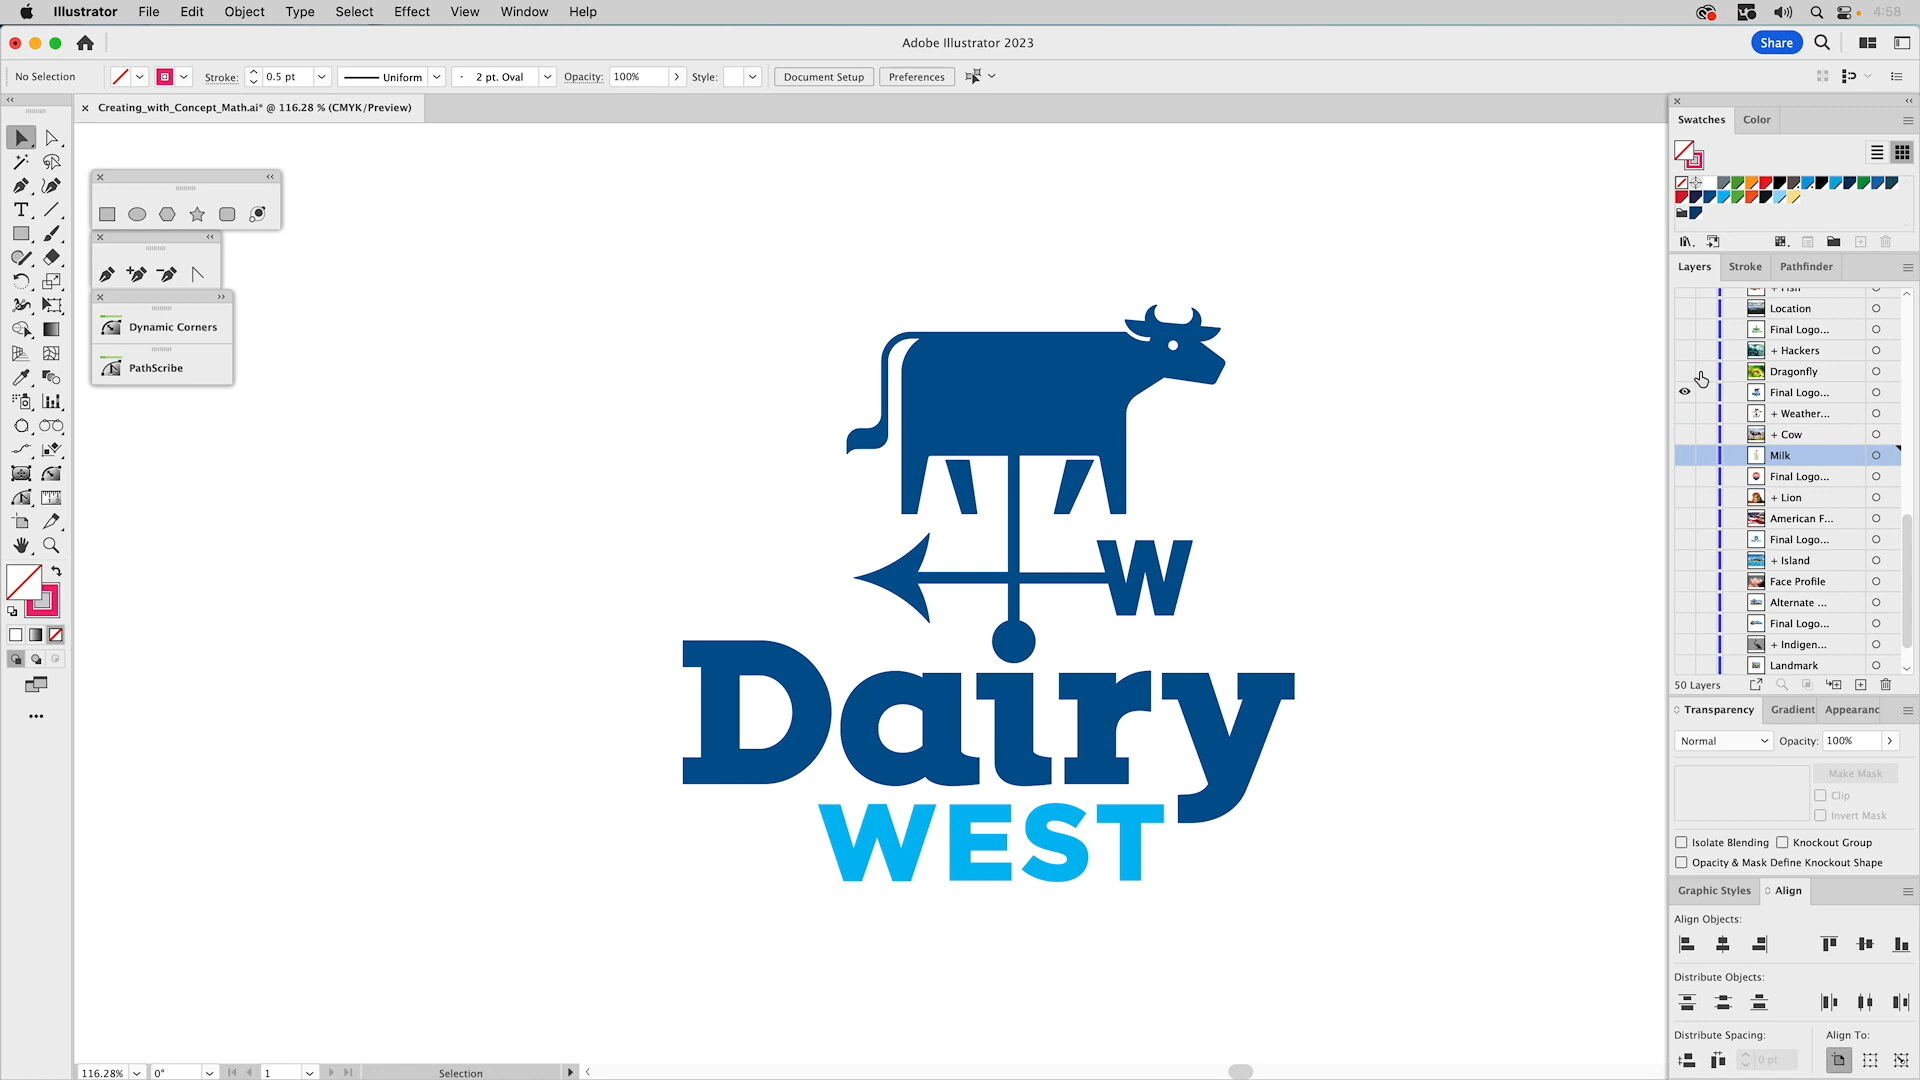 Illustrator File Edit Object Type Select Effect View Window Help 4:58
Adobe Illustrator 2023
Share
No Selection
Stroke: 0.5 pt
Uniform
2 pt. Oval
Opacity: 100%
Style:
Document Setup
Preferences
Creating_with_Concept_Math.ai* @ 116.28 % (CMYK/Preview)
Dynamic Corners
PathScribe
W
Dairy
WEST
Swatches Color
Layers Stroke Pathfinder
Location
Final Logo...
+ Hackers
Dragonfly
Final Logo...
+ Weather...
+ Cow
Milk
Final Logo...
+ Lion
American F...
Final Logo...
+ Island
Face Profile
Alternate ...
Final Logo...
+ Indigen...
Landmark
50 Layers
Transparency Gradient Appearanc
Normal Opacity: 100%
Make Mask
Clip
Invert Mask
Isolate Blending Knockout Group
Opacity & Mask Define Knockout Shape
Graphic Styles Align
Align Objects:
Distribute Objects:
Distribute Spacing: Align To:
0 pt
116.28% 0° 1 Selection